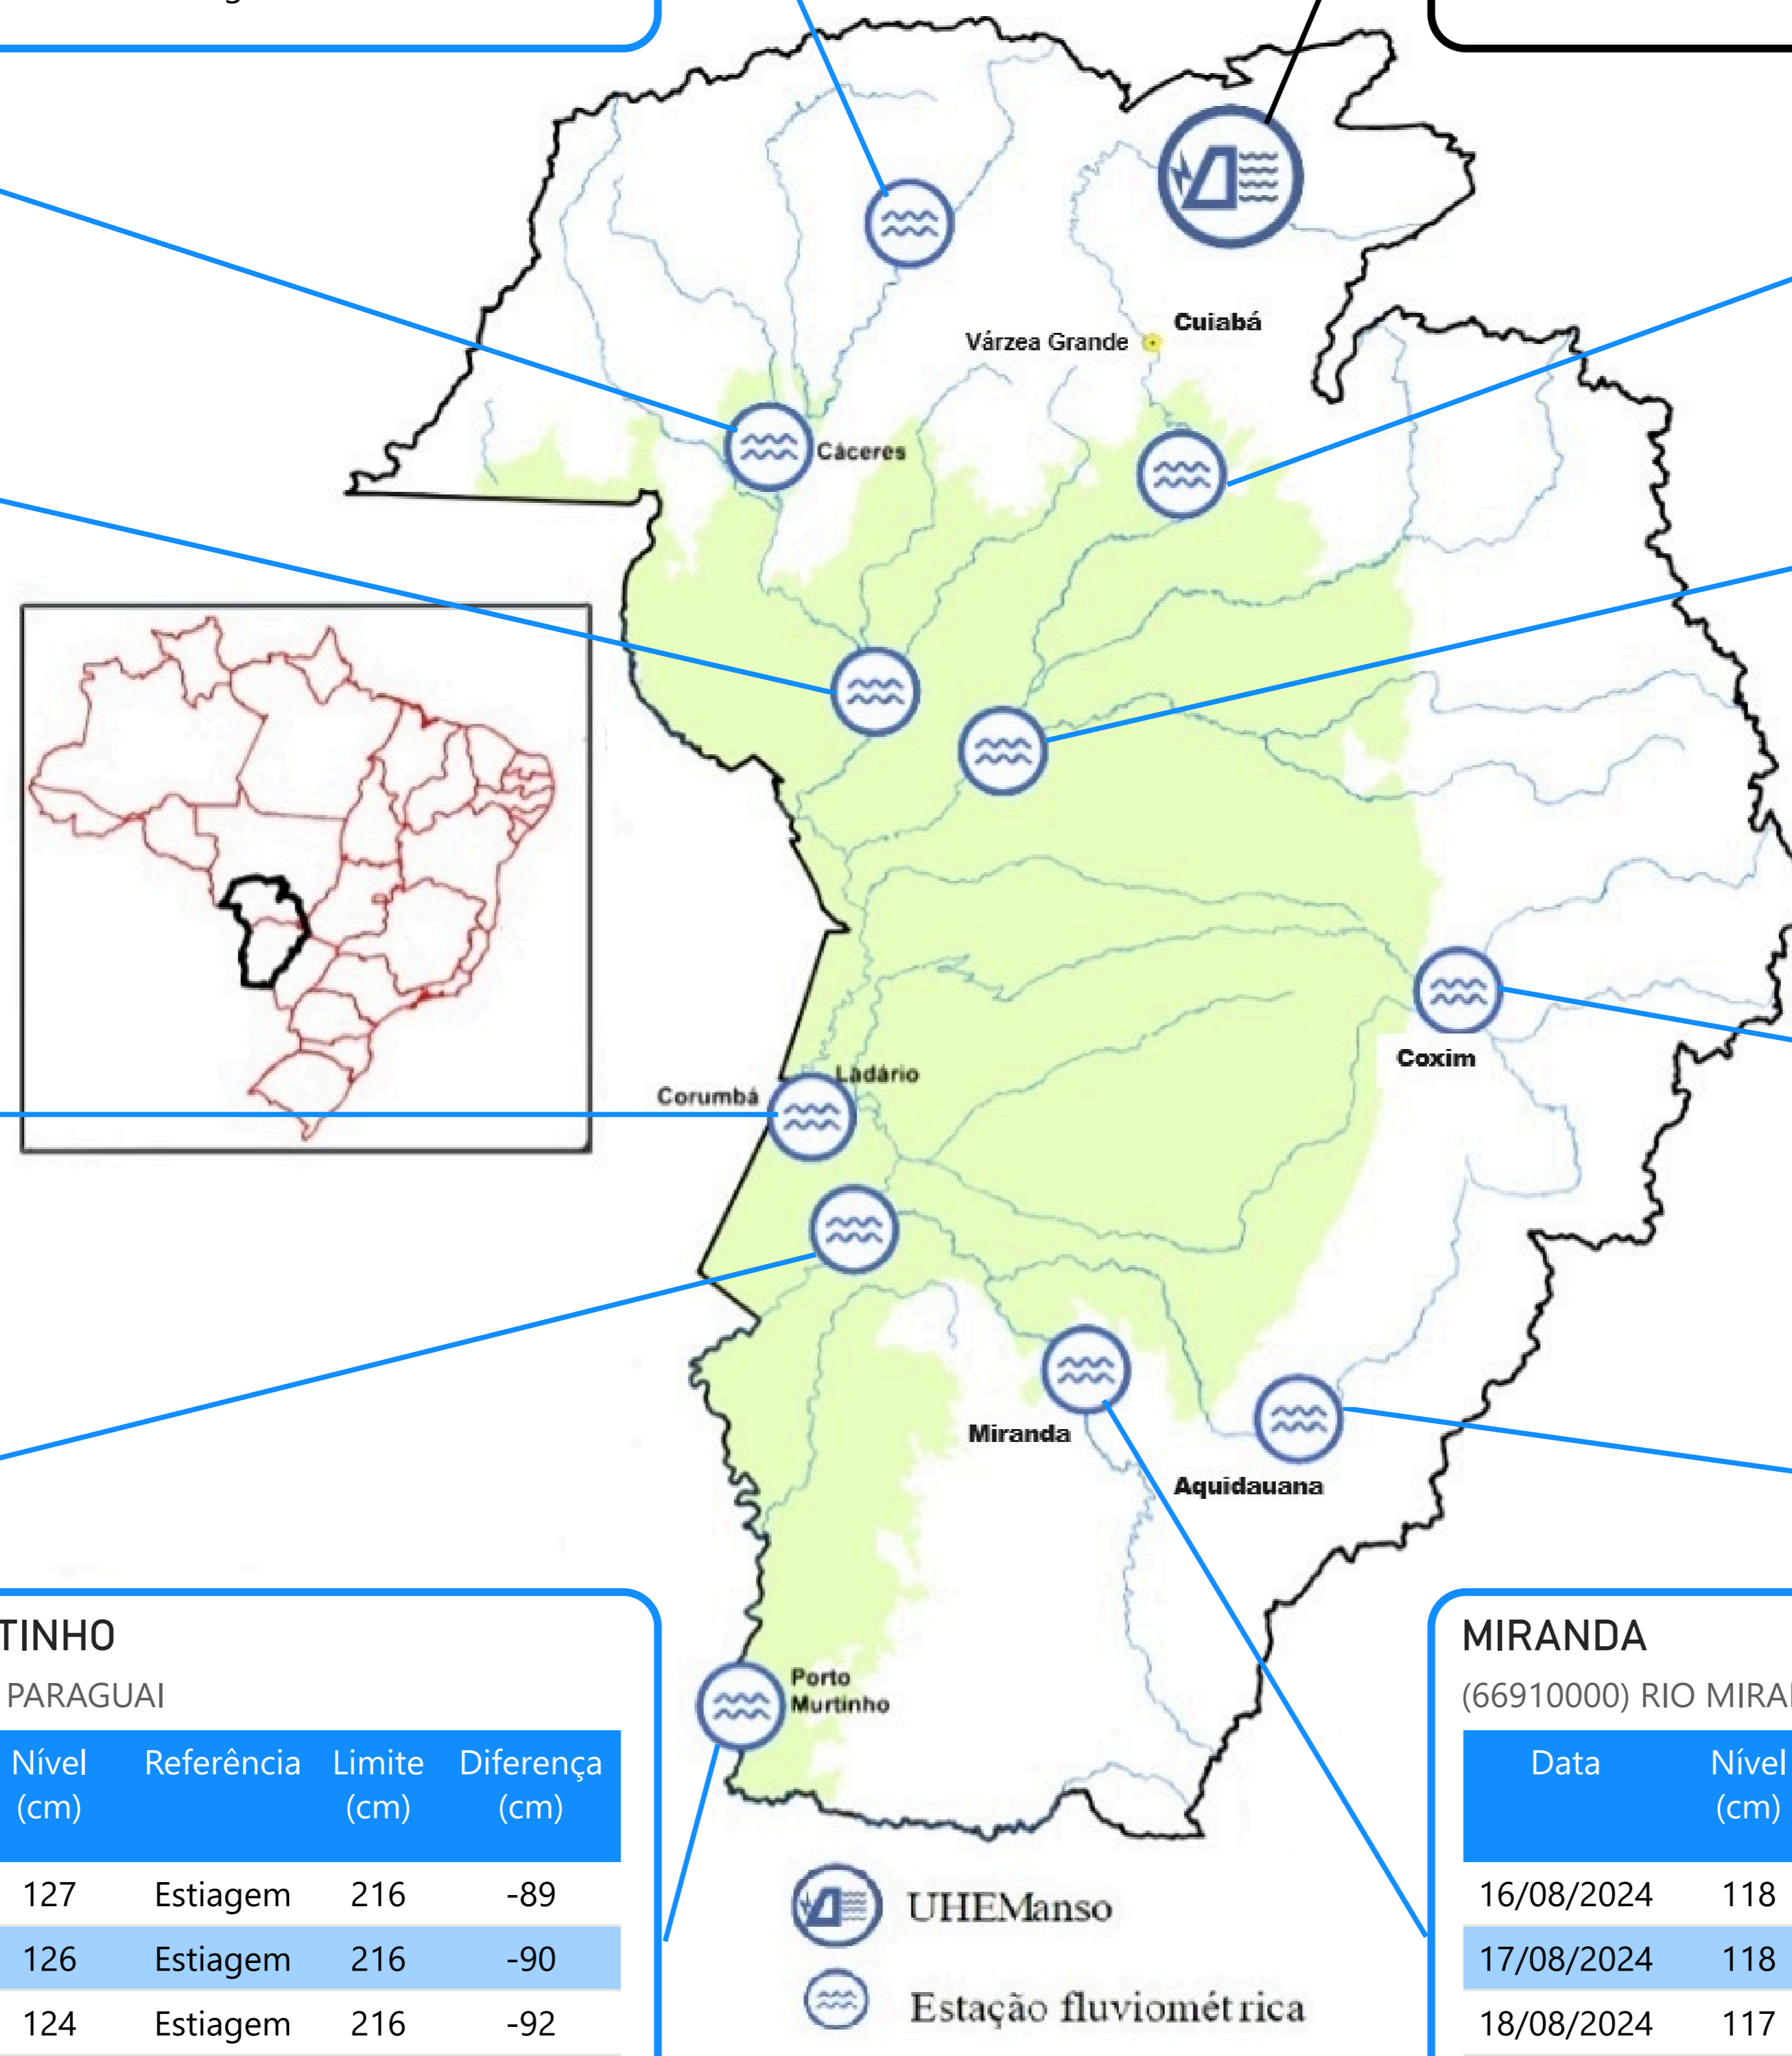 Cuiabá
Várzea Grande
Cáceres
Coxim
Ladário
Corumbá
Miranda
Aquidauana
Porto
Murtinho
TINHO
PARAGUAI
Nível (cm) Referência Limite (cm) Diferença (cm)
127 Estiagem 216 -89
126 Estiagem 216 -90
124 Estiagem 216 -92
UHEManso
Estação fluviométrica
MIRANDA
(66910000) RIO MIRA
Data Nível (cm)
16/08/2024 118
17/08/2024 118
18/08/2024 117